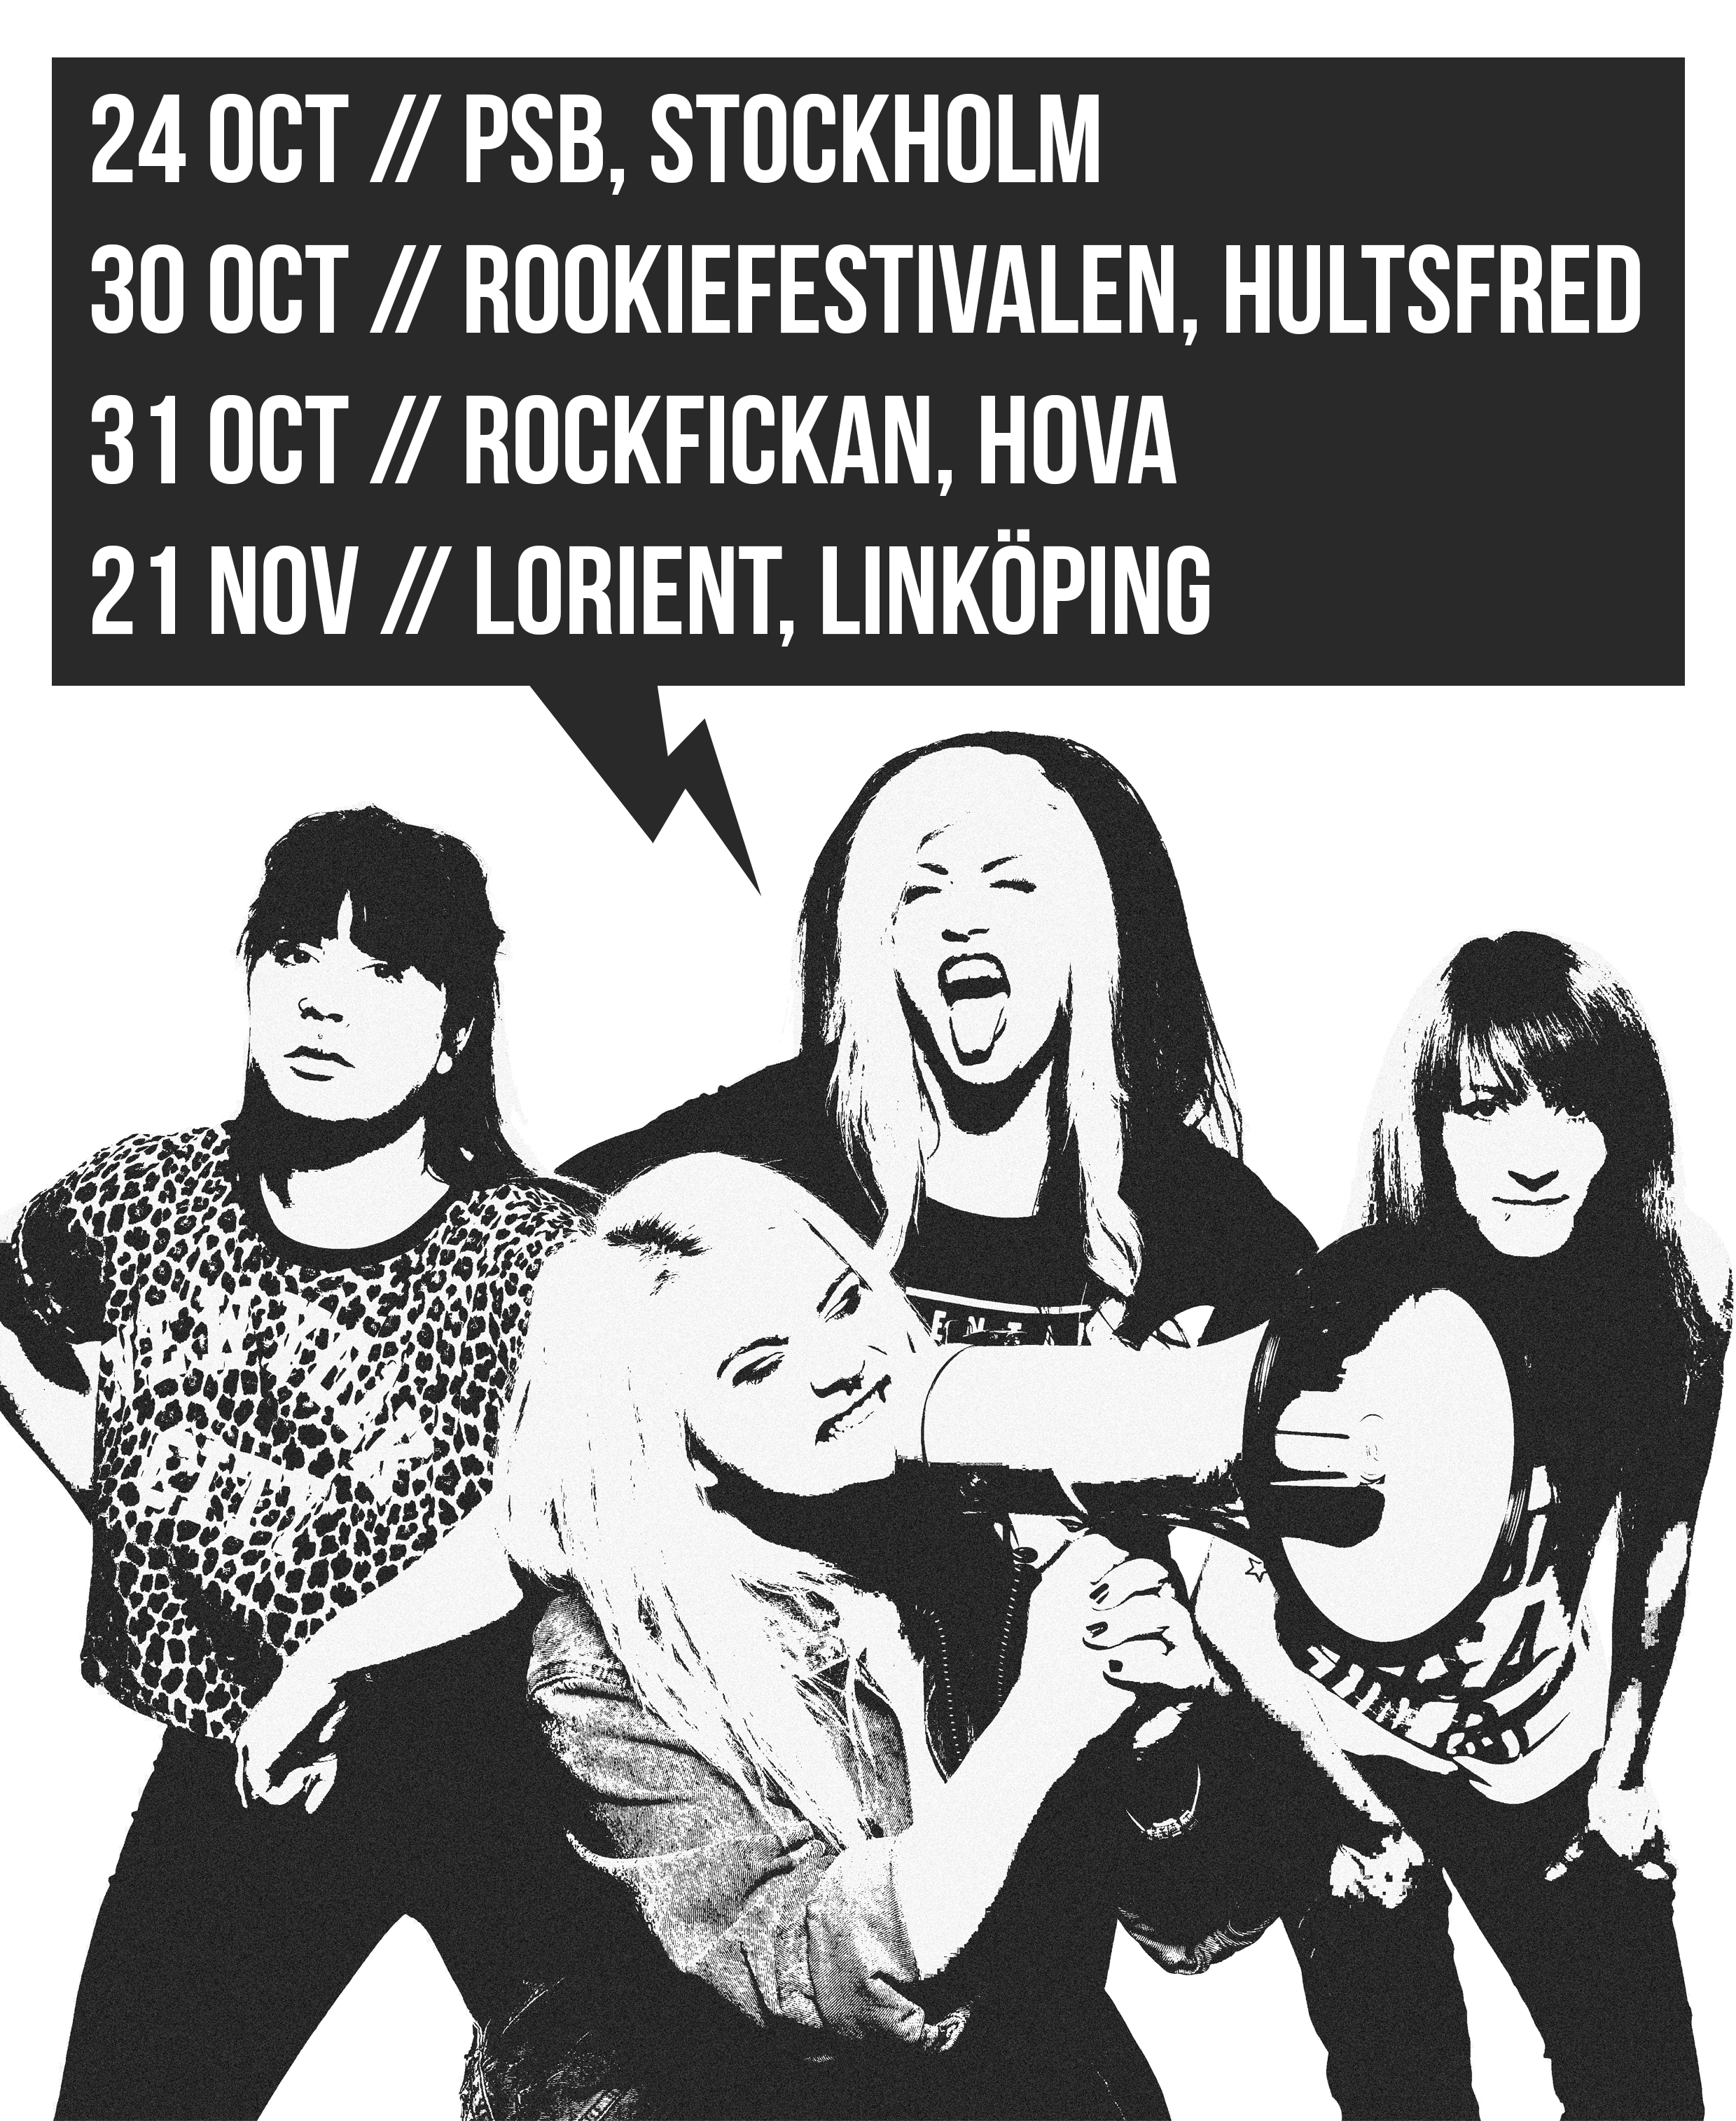 24 OCT // PSB, STOCKHOLM
30 OCT // ROOKIEFESTIVALEN, HULTSFRED
31 OCT // ROCKFICKAN, HOVA
21 NOV // LORIENT, LINKÖPING